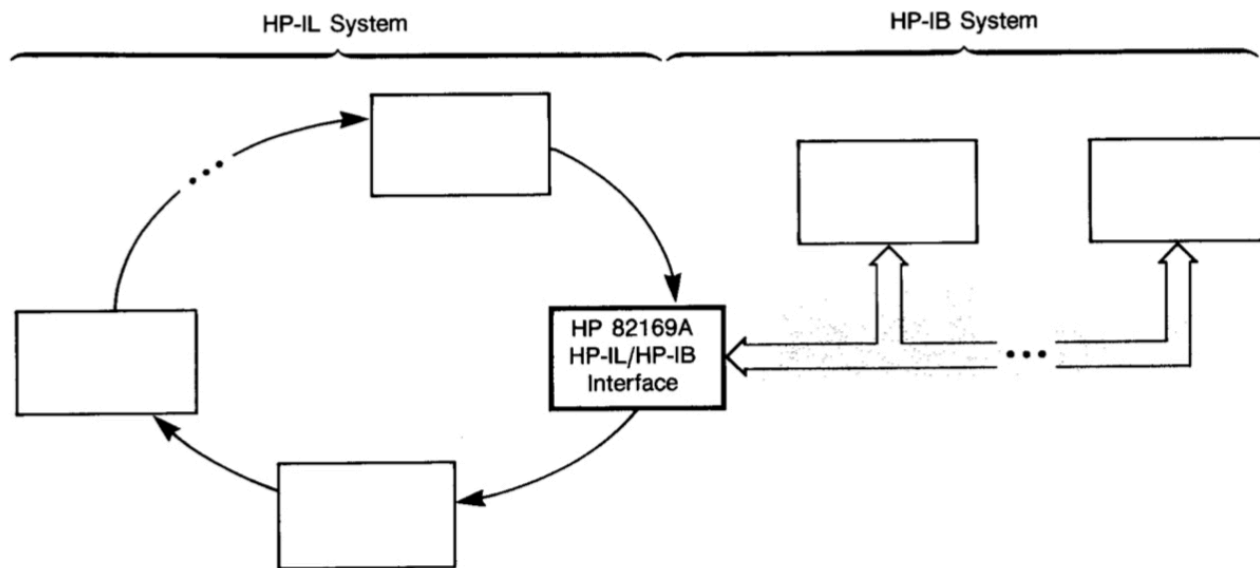 HP-IL System
HP-IB System
HP 82169A
HP-IL/HP-IB
Interface